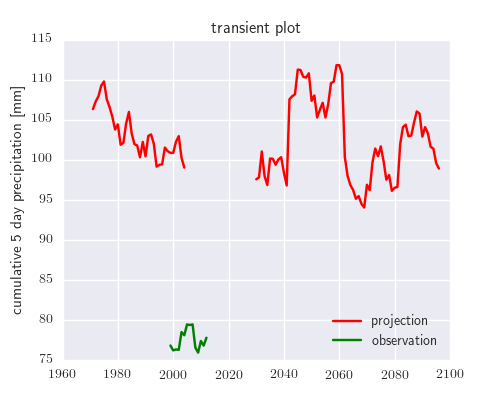 transient plot
cumulative 5 day precipitation [mm]
115
110
105
100
95
90
85
80
75
projection
observation
1960 1980 2000 2020 2040 2060 2080 2100